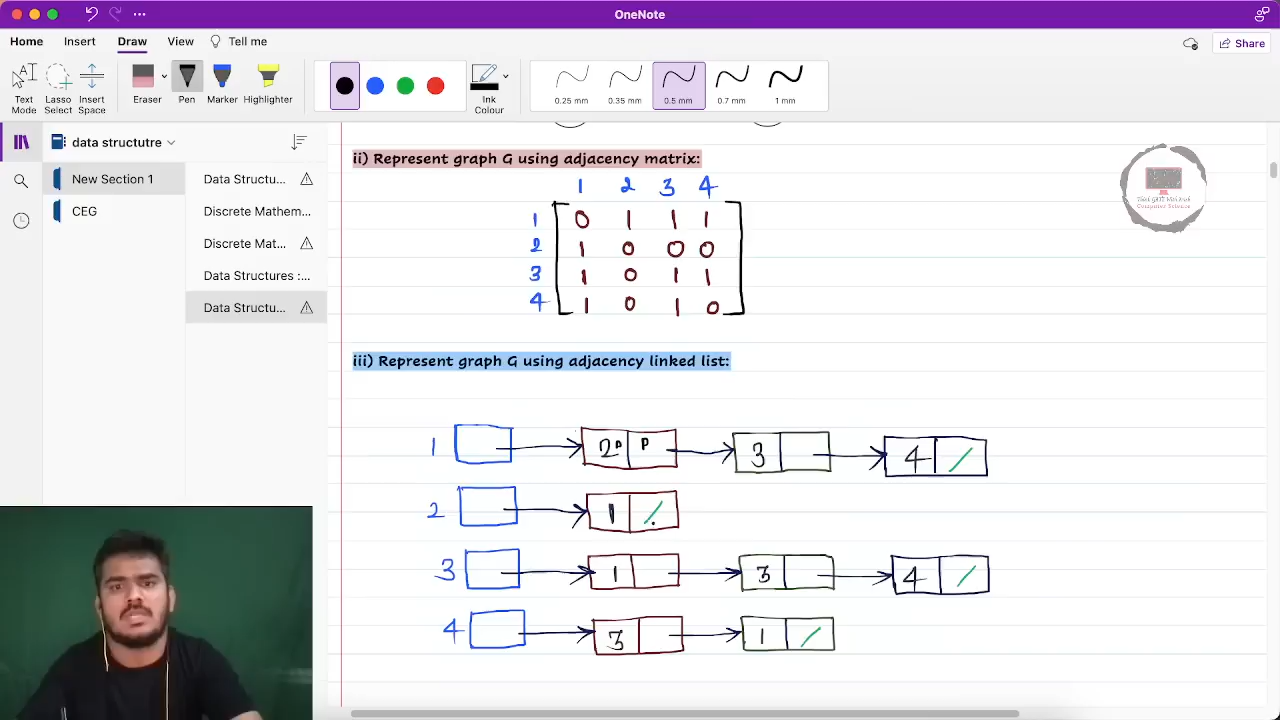 OneNote
Home Insert Draw View Tell me
Share
Text Mode
Lasso Select
Insert Space
Eraser
Pen
Marker
Highlighter
Ink Colour
0.25 mm
0.35 mm
0.5 mm
0.7 mm
1 mm
data structutre
New Section 1
CEG
Data Structu...
Discrete Mathem...
Discrete Mat...
Data Structures :...
Data Structu...
ii) Represent graph G using adjacency matrix:
1 2 3 4
1 0 1 1 1
2 1 0 0 0
3 1 0 1 1
4 1 0 1 0
iii) Represent graph G using adjacency linked list:
1 2 P P 3 4 /
2 1 /
3 1 3 4 /
4 3 1 /
Computer Science